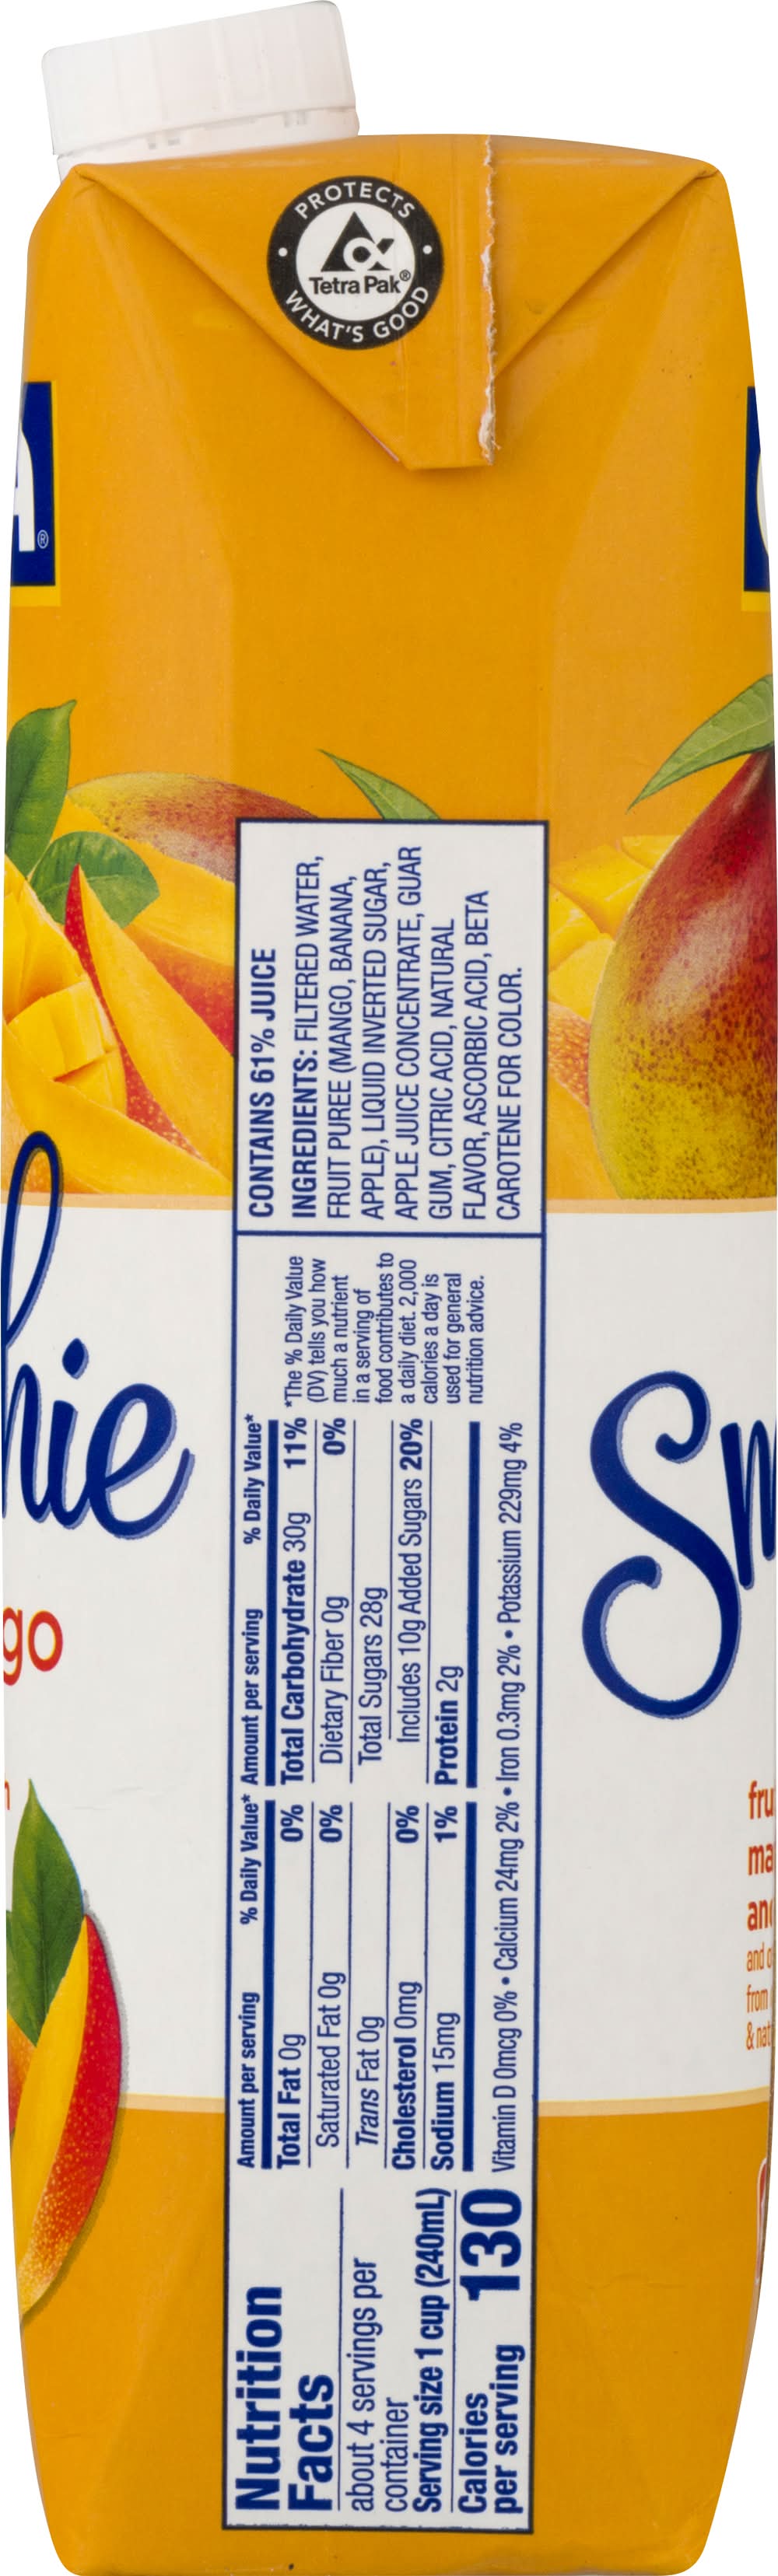 PROTECTS
Tetra Pak®
WHAT'S GOOD
A®
hie
go
Sm
fru
ma
and
and o
from
& nat
Nutrition
Facts
about 4 servings per
container
Serving size 1 cup (240mL)
Calories
per serving 130
Amount per serving % Daily Value*
Total Fat 0g 0%
Saturated Fat 0g 0%
Trans Fat 0g
Cholesterol 0mg 0%
Sodium 15mg 1%
Amount per serving % Daily Value*
Total Carbohydrate 30g 11%
Dietary Fiber 0g 0%
Total Sugars 28g
Includes 10g Added Sugars 20%
Protein 2g
Vitamin D 0mcg 0% • Calcium 24mg 2% • Iron 0.3mg 2% • Potassium 229mg 4%
*The % Daily Value
(DV) tells you how
much a nutrient
in a serving of
food contributes to
a daily diet. 2,000
calories a day is
used for general
nutrition advice.
CONTAINS 61% JUICE
INGREDIENTS: FILTERED WATER,
FRUIT PUREE (MANGO, BANANA,
APPLE), LIQUID INVERTED SUGAR,
APPLE JUICE CONCENTRATE, GUAR
GUM, CITRIC ACID, NATURAL
FLAVOR, ASCORBIC ACID, BETA
CAROTENE FOR COLOR.